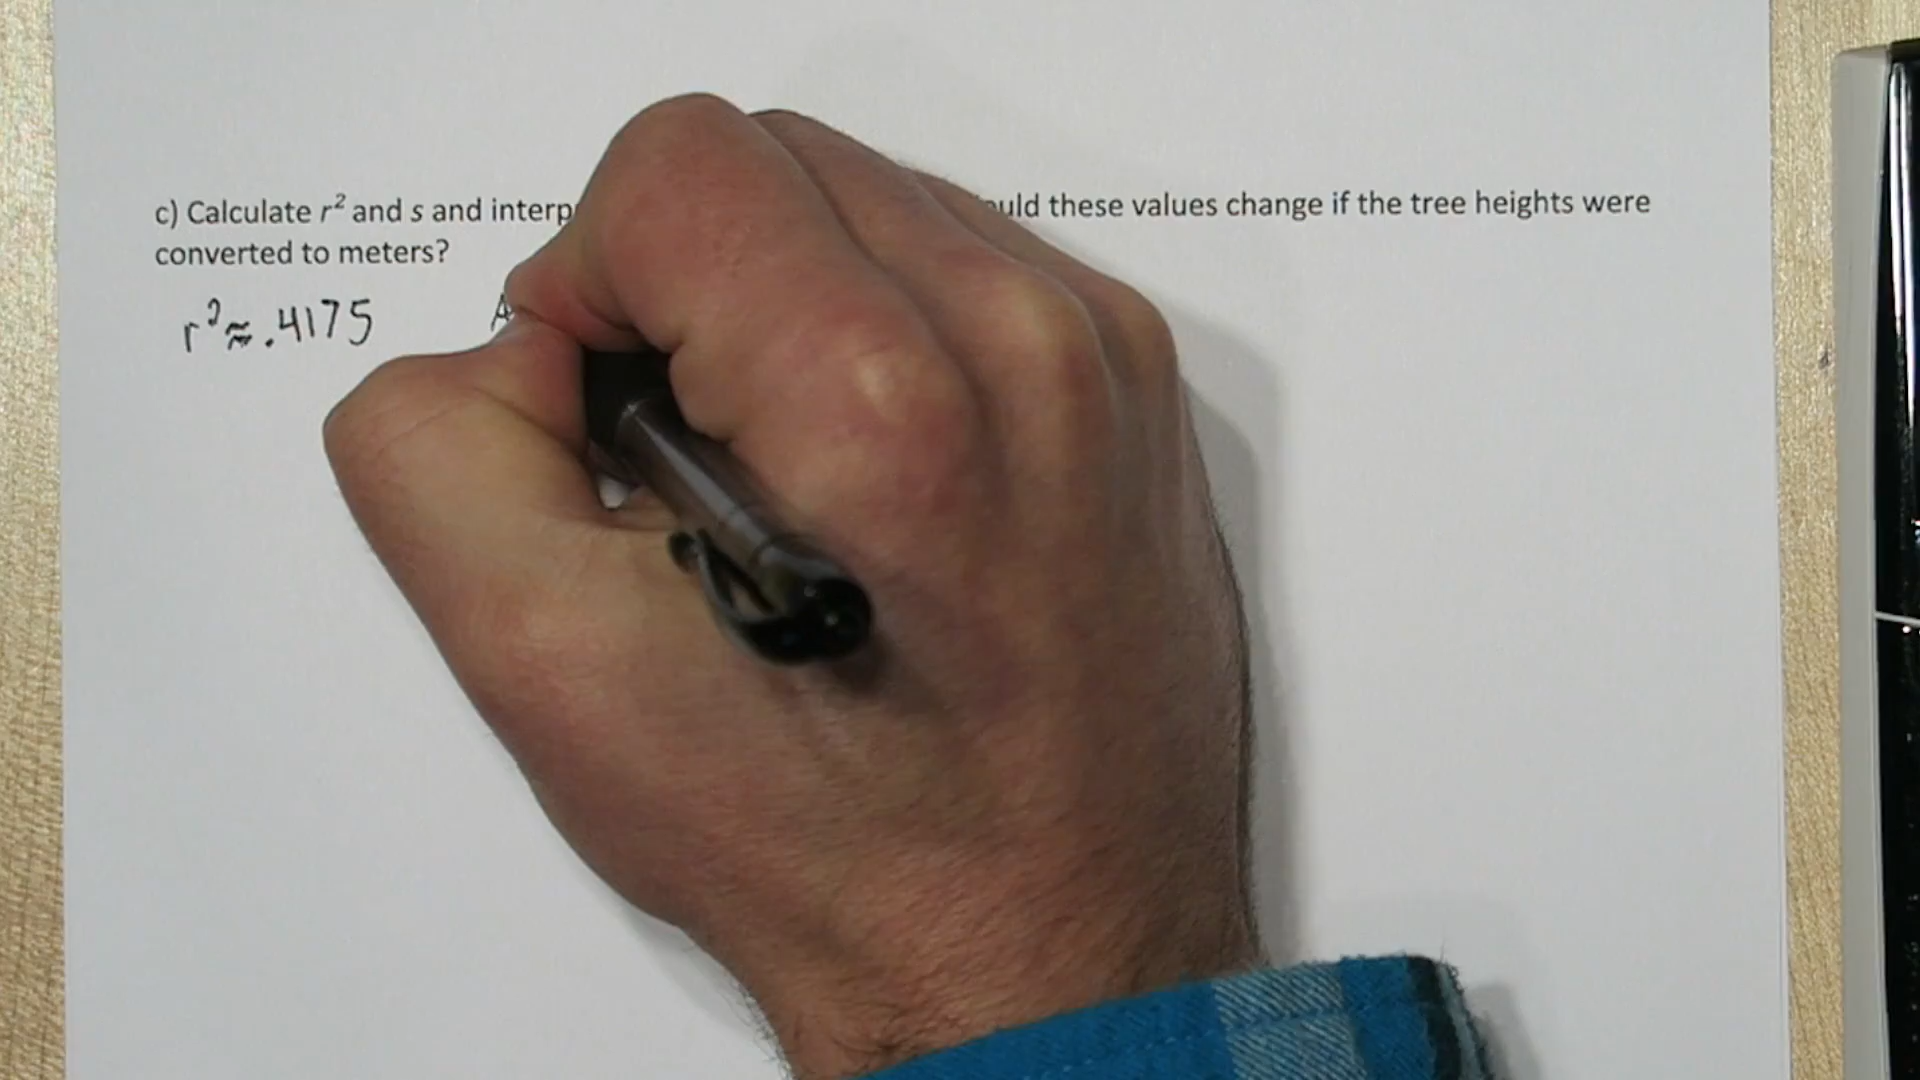 c) Calculate r² and s and interp uld these values change if the tree heights were
converted to meters?
r² ≈ .4175 A